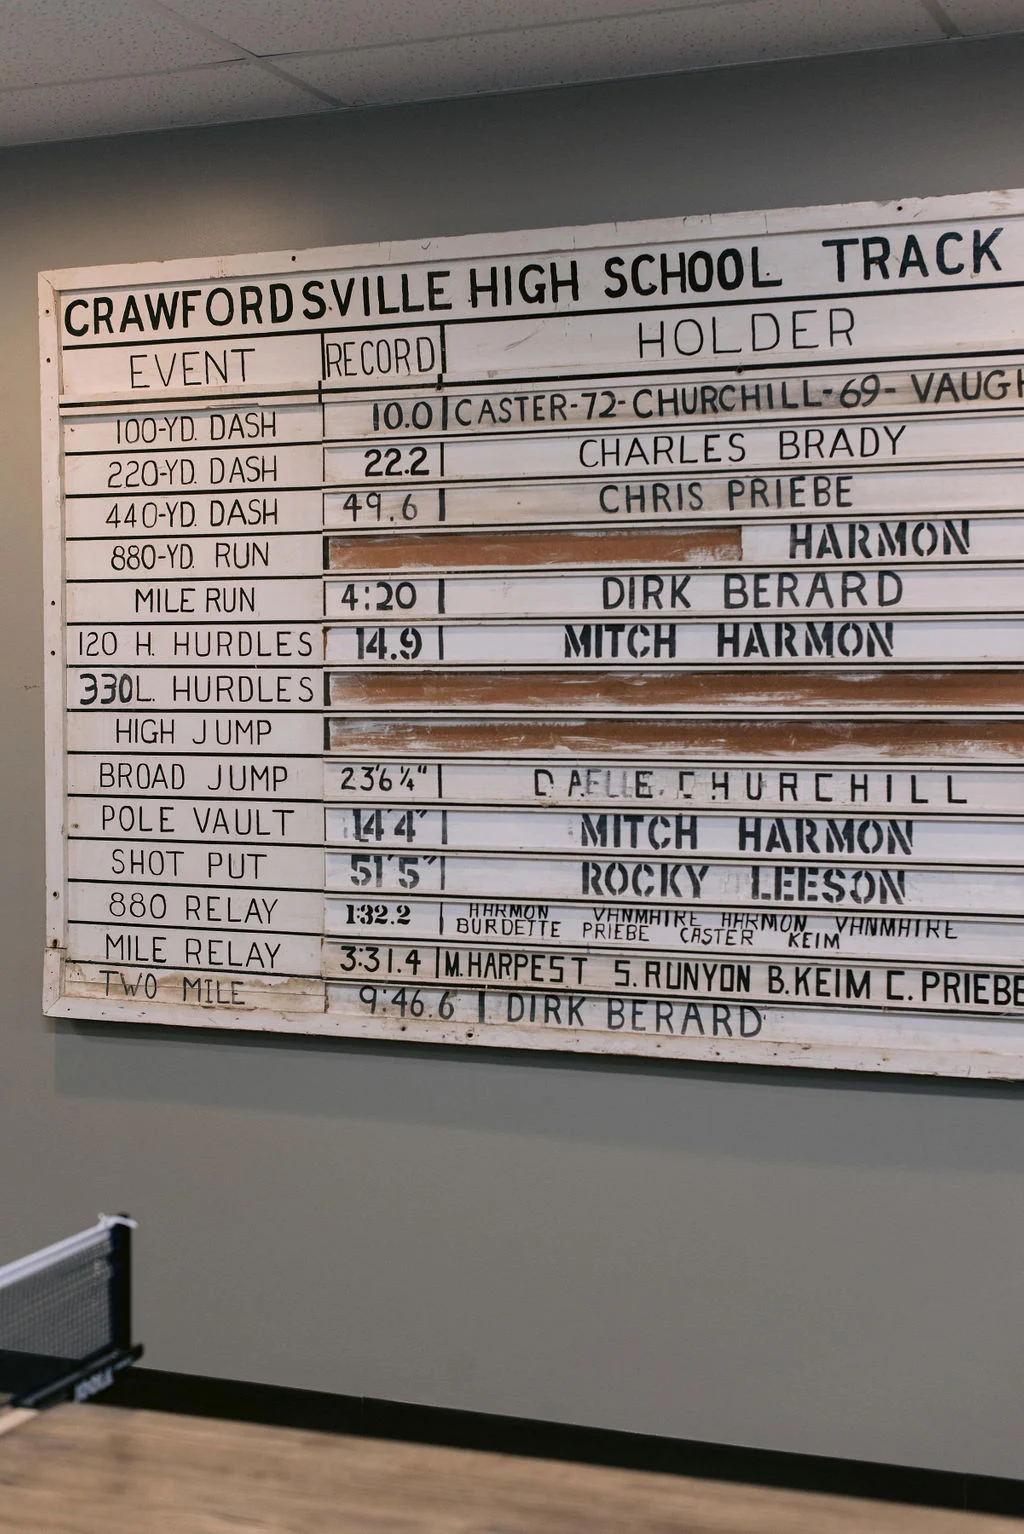 CRAWFORDSVILLE HIGH SCHOOL TRACK
EVENT RECORD HOLDER
100-YD. DASH 10.0 CASTER-72-CHURCHILL-69- VAUGH
220-YD. DASH 22.2 CHARLES BRADY
440-YD. DASH 49.6 CHRIS PRIEBE
880-YD. RUN HARMON
MILE RUN 4:20 DIRK BERARD
120 H. HURDLES 14.9 MITCH HARMON
330L. HURDLES
HIGH JUMP
BROAD JUMP 23'6¼" CHURCHILL
POLE VAULT 14'4" MITCH HARMON
SHOT PUT 51'5" ROCKY LEESON
880 RELAY 1:32.2 HARMON VANMATRE HARMON VANMATRE
BURDETTE PRIEBE CASTER KEIM
MILE RELAY 3:31.4 M.HARPEST S.RUNYON B.KEIM C.PRIEBE
TWO MILE 9:46.6 DIRK BERARD
JOOLA